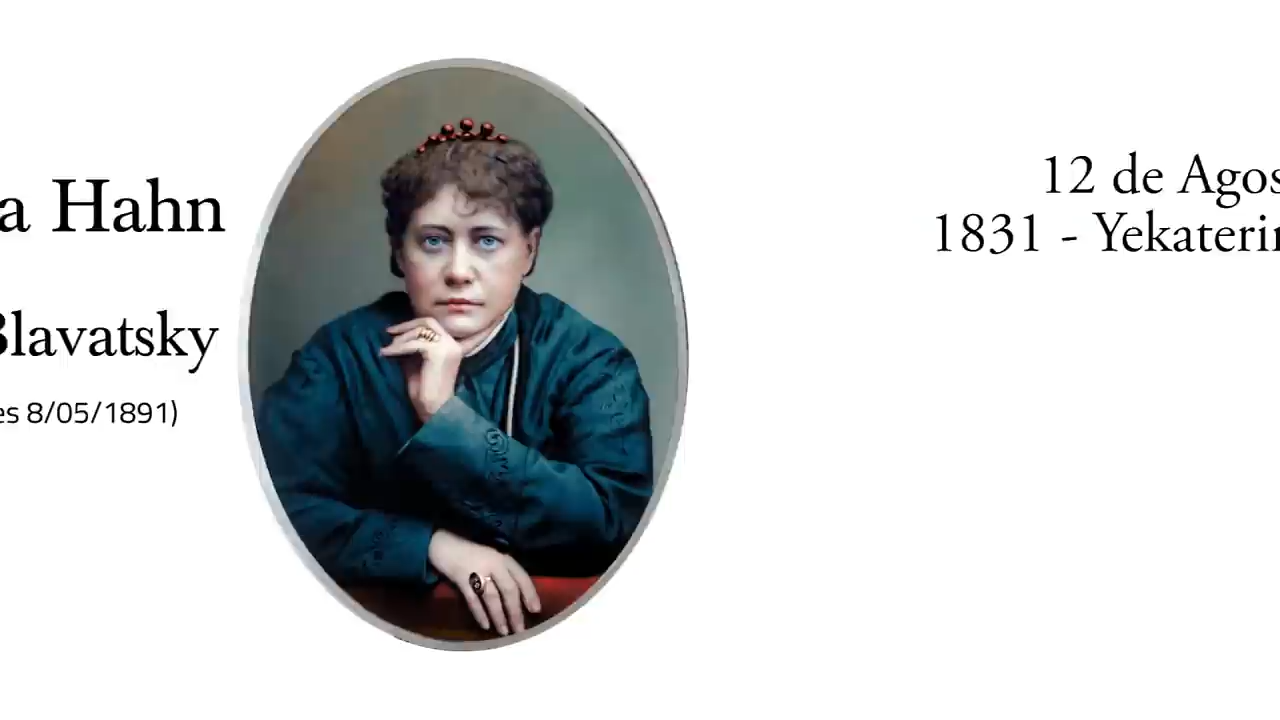 a Hahn
Blavatsky
es 8/05/1891)
12 de Agos
1831 - Yekaterin